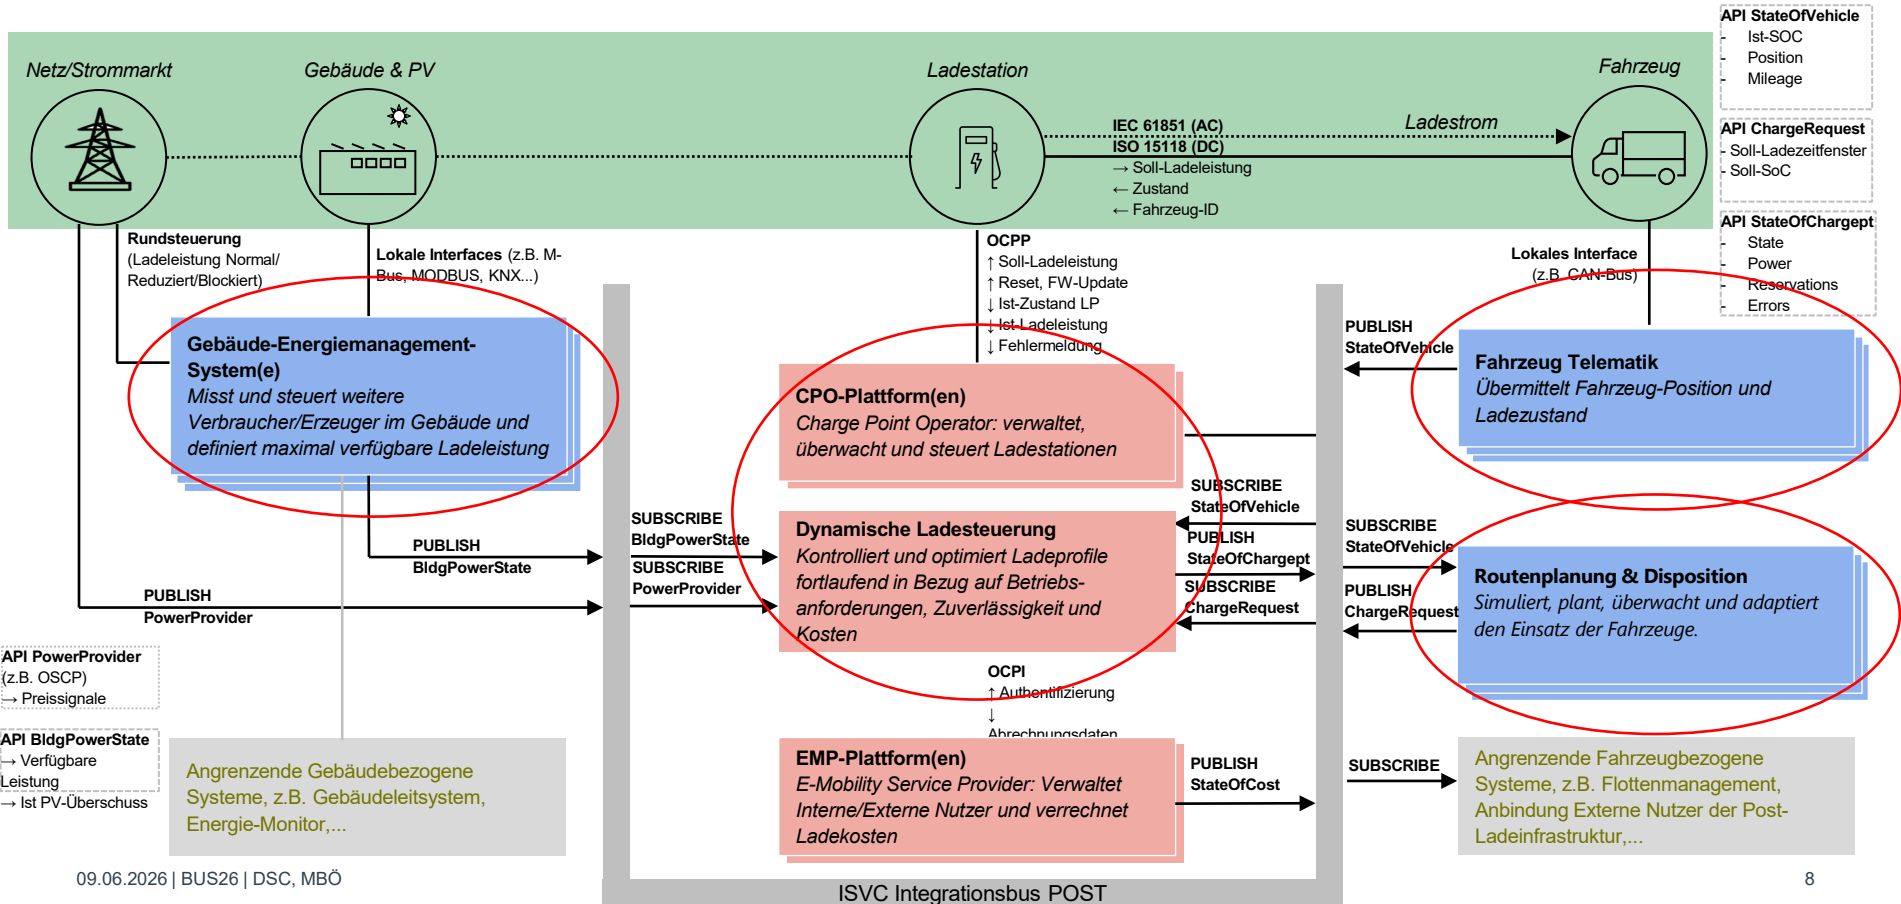 API StateOfVehicle
- Ist-SOC
- Position
- Mileage
Netz/Strommarkt
Gebäude & PV
Ladestation
Fahrzeug
IEC 61851 (AC)
ISO 15118 (DC)
→ Soll-Ladeleistung
← Zustand
← Fahrzeug-ID
Ladestrom
API ChargeRequest
- Soll-Ladezeitfenster
- Soll-SoC
API StateOfChargept
- State
- Power
- Reservations
- Errors
Rundsteuerung
(Ladeleistung Normal/
Reduziert/Blockiert)
Lokale Interfaces (z.B. M-
Bus, MODBUS, KNX...)
OCPP
↑ Soll-Ladeleistung
↑ Reset, FW-Update
↓ Ist-Zustand LP
↓ Ist-Ladeleistung
↓ Fehlermeldung
Lokales Interface
(z.B. CAN-Bus)
Gebäude-Energiemanagement-
System(e)
Misst und steuert weitere
Verbraucher/Erzeuger im Gebäude und
definiert maximal verfügbare Ladeleistung
CPO-Plattform(en)
Charge Point Operator: verwaltet,
überwacht und steuert Ladestationen
PUBLISH
StateOfVehicle
Fahrzeug Telematik
Übermittelt Fahrzeug-Position und
Ladezustand
PUBLISH
BldgPowerState
PUBLISH
PowerProvider
SUBSCRIBE
BldgPowerState
SUBSCRIBE
PowerProvider
Dynamische Ladesteuerung
Kontrolliert und optimiert Ladeprofile
fortlaufend in Bezug auf Betriebs-
anforderungen, Zuverlässigkeit und
Kosten
SUBSCRIBE
StateOfVehicle
PUBLISH
StateOfChargept
SUBSCRIBE
ChargeRequest
SUBSCRIBE
StateOfVehicle
PUBLISH
ChargeRequest
Routenplanung & Disposition
Simuliert, plant, überwacht und adaptiert
den Einsatz der Fahrzeuge.
API PowerProvider
(z.B. OSCP)
→ Preissignale
API BldgPowerState
→ Verfügbare
Leistung
→ Ist PV-Überschuss
Angrenzende Gebäudebezogene
Systeme, z.B. Gebäudeleitsystem,
Energie-Monitor,...
OCPI
↑ Authentifizierung
↓
Abrechnungsdaten
EMP-Plattform(en)
E-Mobility Service Provider: Verwaltet
Interne/Externe Nutzer und verrechnet
Ladekosten
PUBLISH
StateOfCost
SUBSCRIBE
Angrenzende Fahrzeugbezogene
Systeme, z.B. Flottenmanagement,
Anbindung Externe Nutzer der Post-
Ladeinfrastruktur,...
09.06.2026 | BUS26 | DSC, MBÖ
ISVC Integrationsbus POST
8